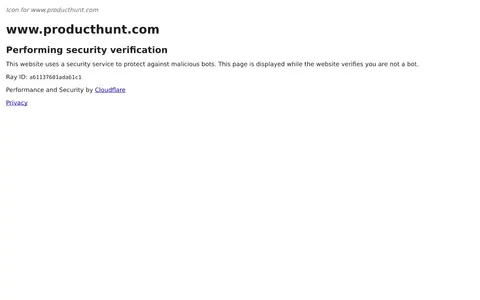 Icon for www.producthunt.com
www.producthunt.com
Performing security verification
This website uses a security service to protect against malicious bots. This page is displayed while the website verifies you are not a bot.
Ray ID: a61137601ada61c1
Performance and Security by Cloudflare
Privacy